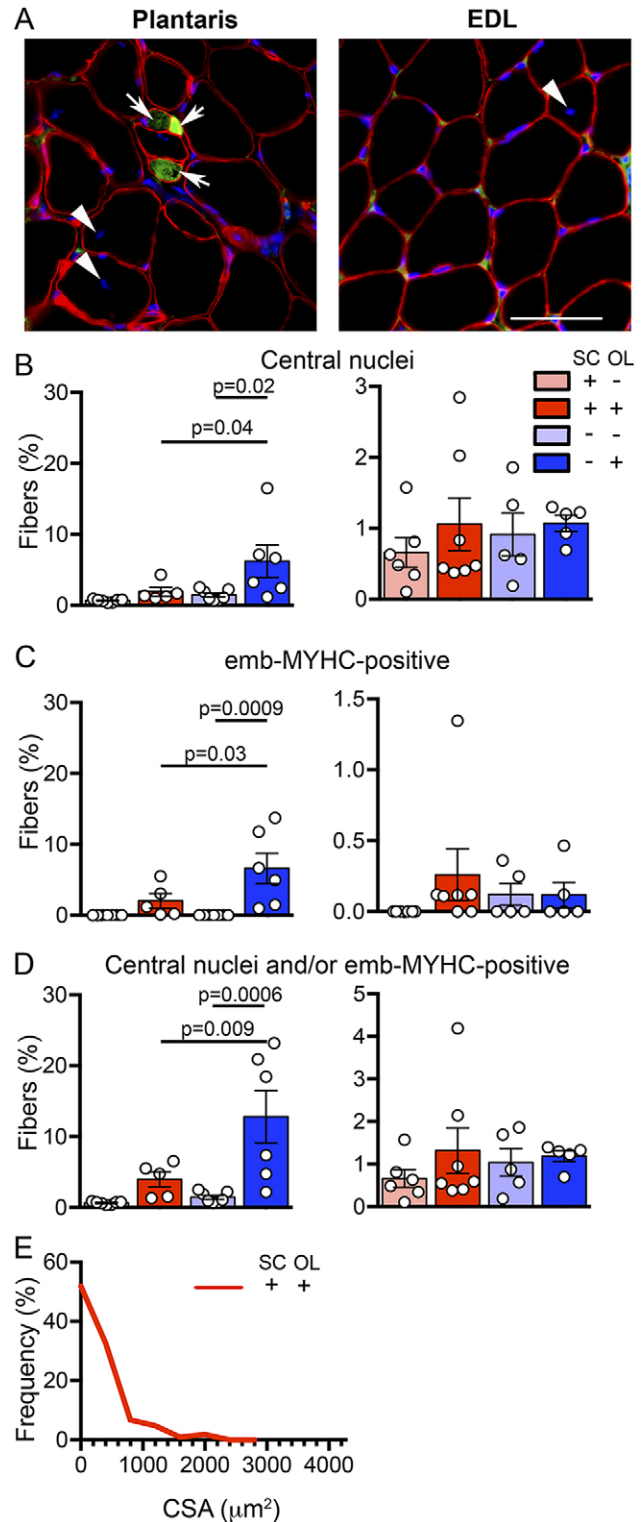 A
Plantaris
EDL
B
Central nuclei
SC OL
+ -
+ +
- -
- +
Fibers (%)
30
20
10
0
p=0.02
p=0.04
3
2
1
0
C
emb-MYHC-positive
Fibers (%)
30
20
10
0
p=0.0009
p=0.03
1.5
1.0
0.5
0.0
D
Central nuclei and/or emb-MYHC-positive
Fibers (%)
30
20
10
0
p=0.0006
p=0.009
5
4
3
2
1
0
E
SC OL
+ +
Frequency (%)
60
40
20
0
0 1000 2000 3000 4000
CSA (μm²)